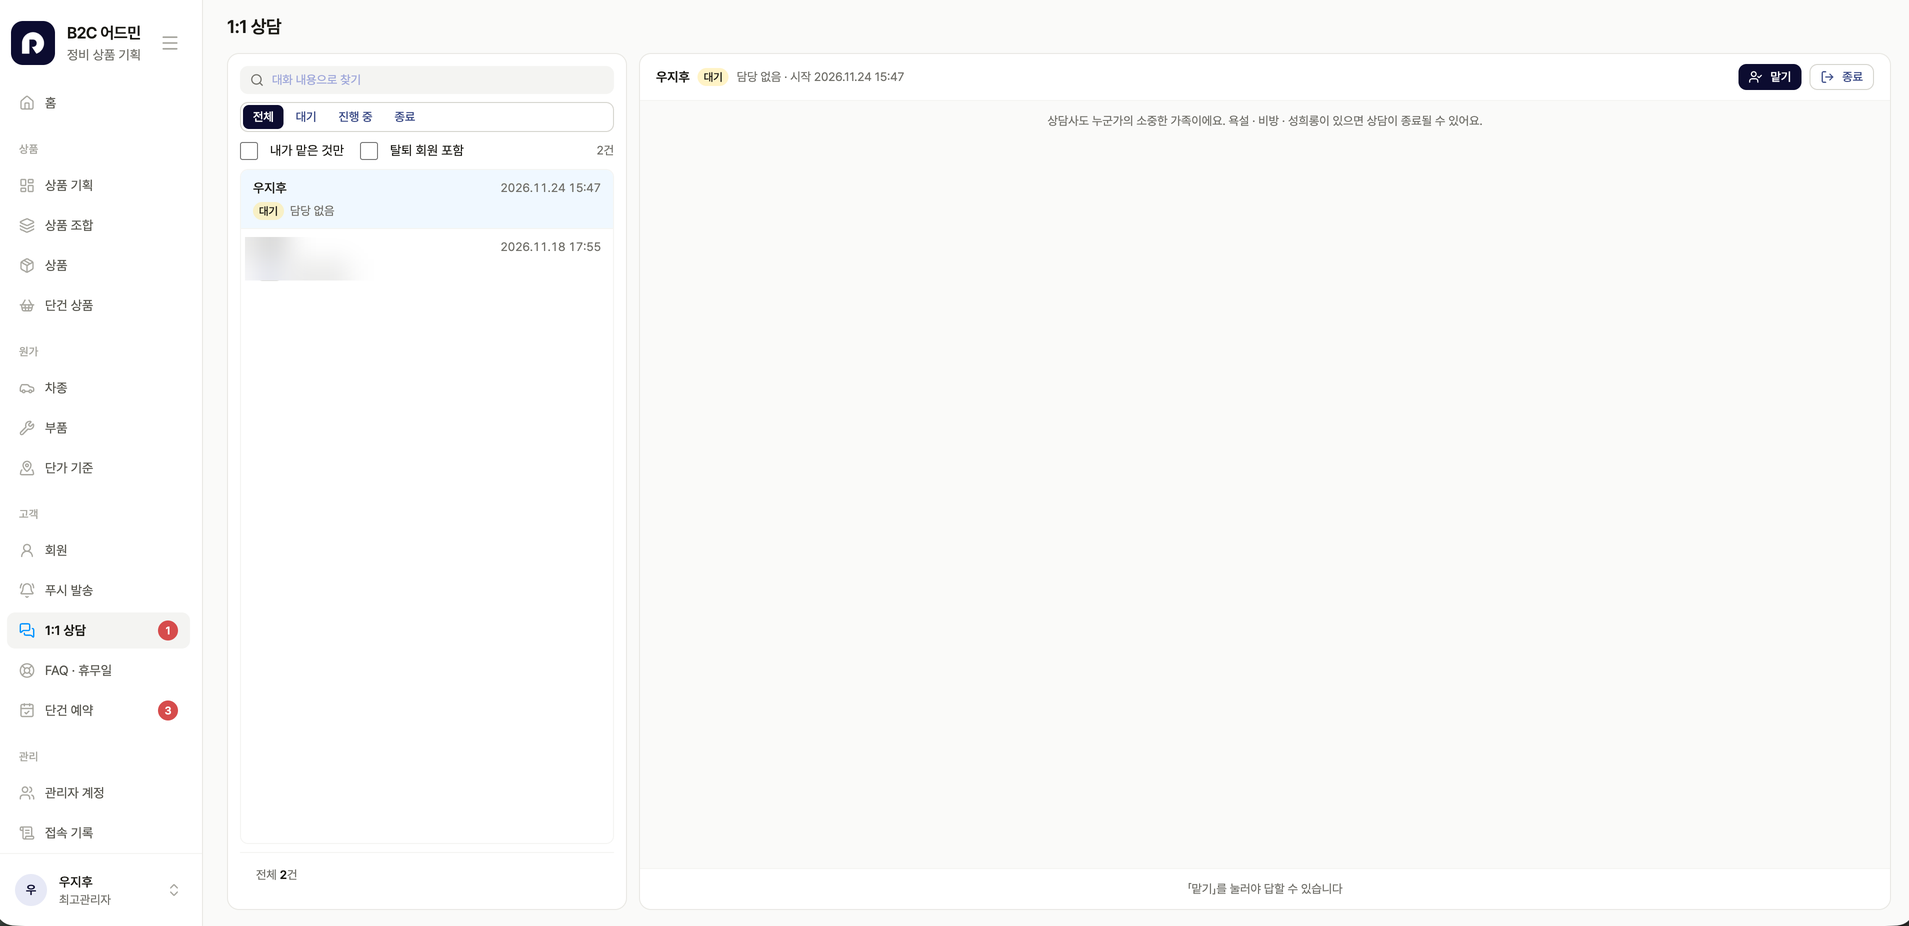 B2C 어드민
정비 상품 기획
홈
상품
상품 기획
상품 조합
상품
단건 상품
원가
차종
부품
단가 기준
고객
회원
푸시 발송
1:1 상담 1
FAQ · 휴무일
단건 예약 3
관리
관리자 계정
접속 기록
우 우지후
최고관리자
1:1 상담
대화 내용으로 찾기
전체 대기 진행 중 종료
내가 맡은 것만 탈퇴 회원 포함 2건
우지후 2026.11.24 15:47
대기 담당 없음
2026.11.18 17:55
전체 2건
우지후 대기 담당 없음 · 시작 2026.11.24 15:47 맡기 종료
상담사도 누군가의 소중한 가족이에요. 욕설 · 비방 · 성희롱이 있으면 상담이 종료될 수 있어요.
「맡기」를 눌러야 답할 수 있습니다